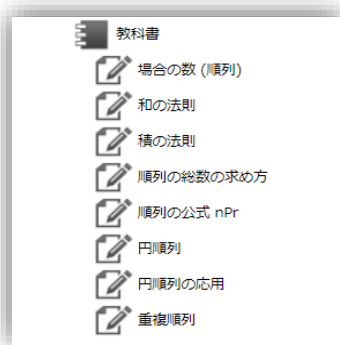 教科書
場合の数 (順列)
和の法則
積の法則
順列の総数の求め方
順列の公式 nPr
円順列
円順列の応用
重複順列